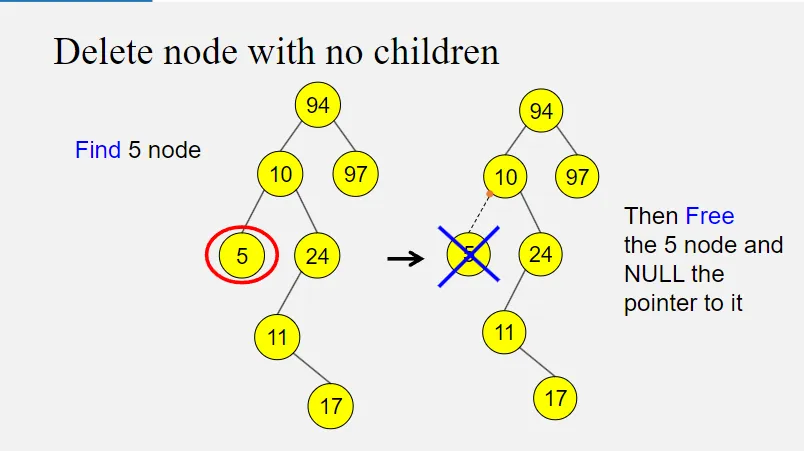 Delete node with no children
94
94
Find 5 node
10
97
10
97
5
24
5
24
Then Free
the 5 node and
NULL the
pointer to it
11
11
17
17